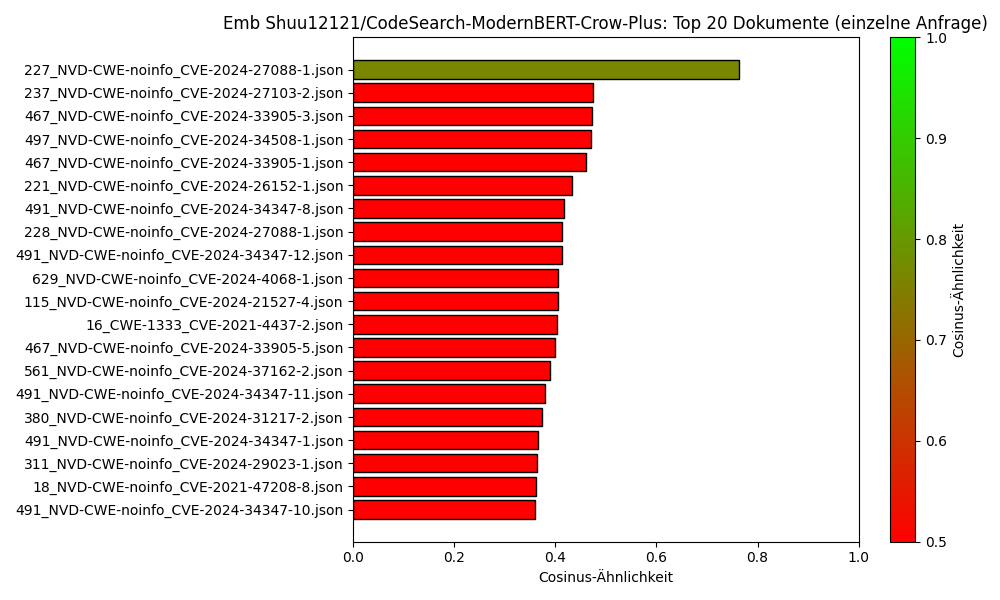 Emb Shuu12121/CodeSearch-ModernBERT-Crow-Plus: Top 20 Dokumente (einzelne Anfrage)
227_NVD-CWE-noinfo_CVE-2024-27088-1.json
237_NVD-CWE-noinfo_CVE-2024-27103-2.json
467_NVD-CWE-noinfo_CVE-2024-33905-3.json
497_NVD-CWE-noinfo_CVE-2024-34508-1.json
467_NVD-CWE-noinfo_CVE-2024-33905-1.json
221_NVD-CWE-noinfo_CVE-2024-26152-1.json
491_NVD-CWE-noinfo_CVE-2024-34347-8.json
228_NVD-CWE-noinfo_CVE-2024-27088-1.json
491_NVD-CWE-noinfo_CVE-2024-34347-12.json
629_NVD-CWE-noinfo_CVE-2024-4068-1.json
115_NVD-CWE-noinfo_CVE-2024-21527-4.json
16_CWE-1333_CVE-2021-4437-2.json
467_NVD-CWE-noinfo_CVE-2024-33905-5.json
561_NVD-CWE-noinfo_CVE-2024-37162-2.json
491_NVD-CWE-noinfo_CVE-2024-34347-11.json
380_NVD-CWE-noinfo_CVE-2024-31217-2.json
491_NVD-CWE-noinfo_CVE-2024-34347-1.json
311_NVD-CWE-noinfo_CVE-2024-29023-1.json
18_NVD-CWE-noinfo_CVE-2021-47208-8.json
491_NVD-CWE-noinfo_CVE-2024-34347-10.json
0.0 0.2 0.4 0.6 0.8 1.0
Cosinus-Ähnlichkeit
1.0
0.9
0.8
0.7
0.6
0.5
Cosinus-Ähnlichkeit